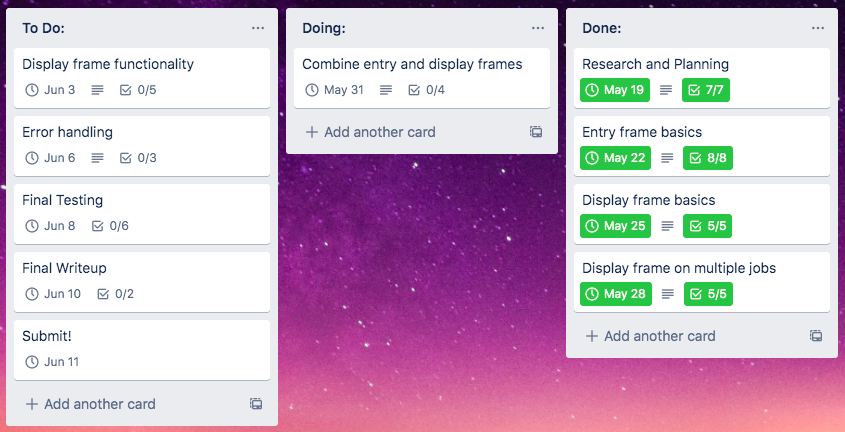 To Do:
Display frame functionality
Jun 3 0/5
Error handling
Jun 6 0/3
Final Testing
Jun 8 0/6
Final Writeup
Jun 10 0/2
Submit!
Jun 11
+ Add another card
Doing:
Combine entry and display frames
May 31 0/4
+ Add another card
Done:
Research and Planning
May 19 7/7
Entry frame basics
May 22 8/8
Display frame basics
May 25 5/5
Display frame on multiple jobs
May 28 5/5
+ Add another card